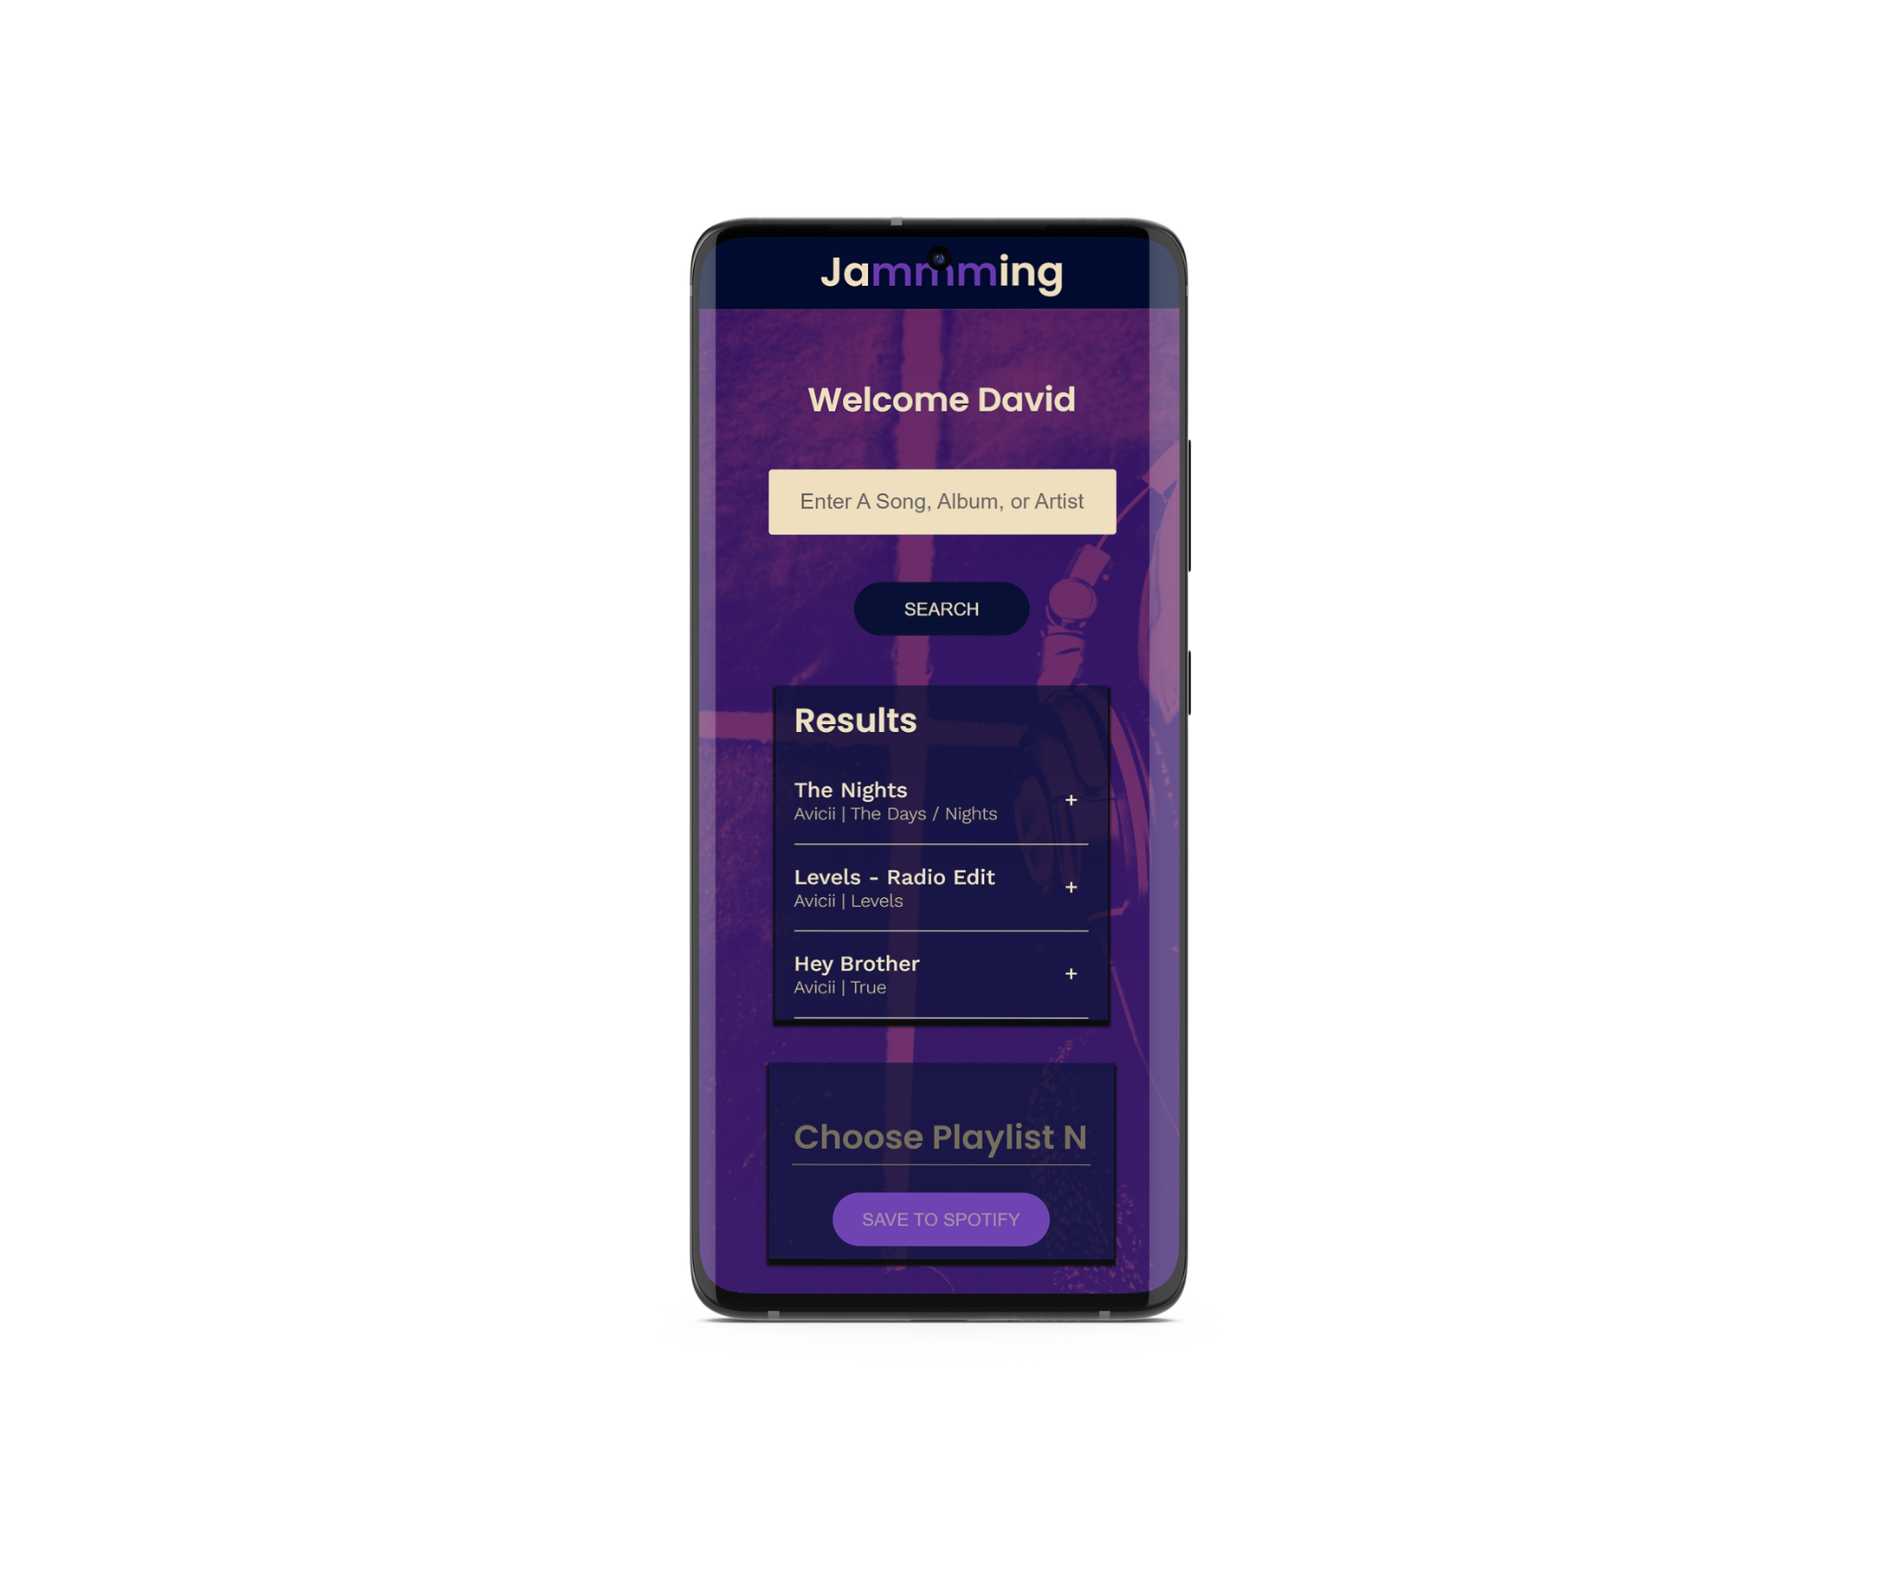 Jammming
Welcome David
Enter A Song, Album, or Artist
SEARCH
Results
The Nights
+
Avicii | The Days / Nights
Levels - Radio Edit
+
Avicii | Levels
Hey Brother
+
Avicii | True
Choose Playlist N
SAVE TO SPOTIFY